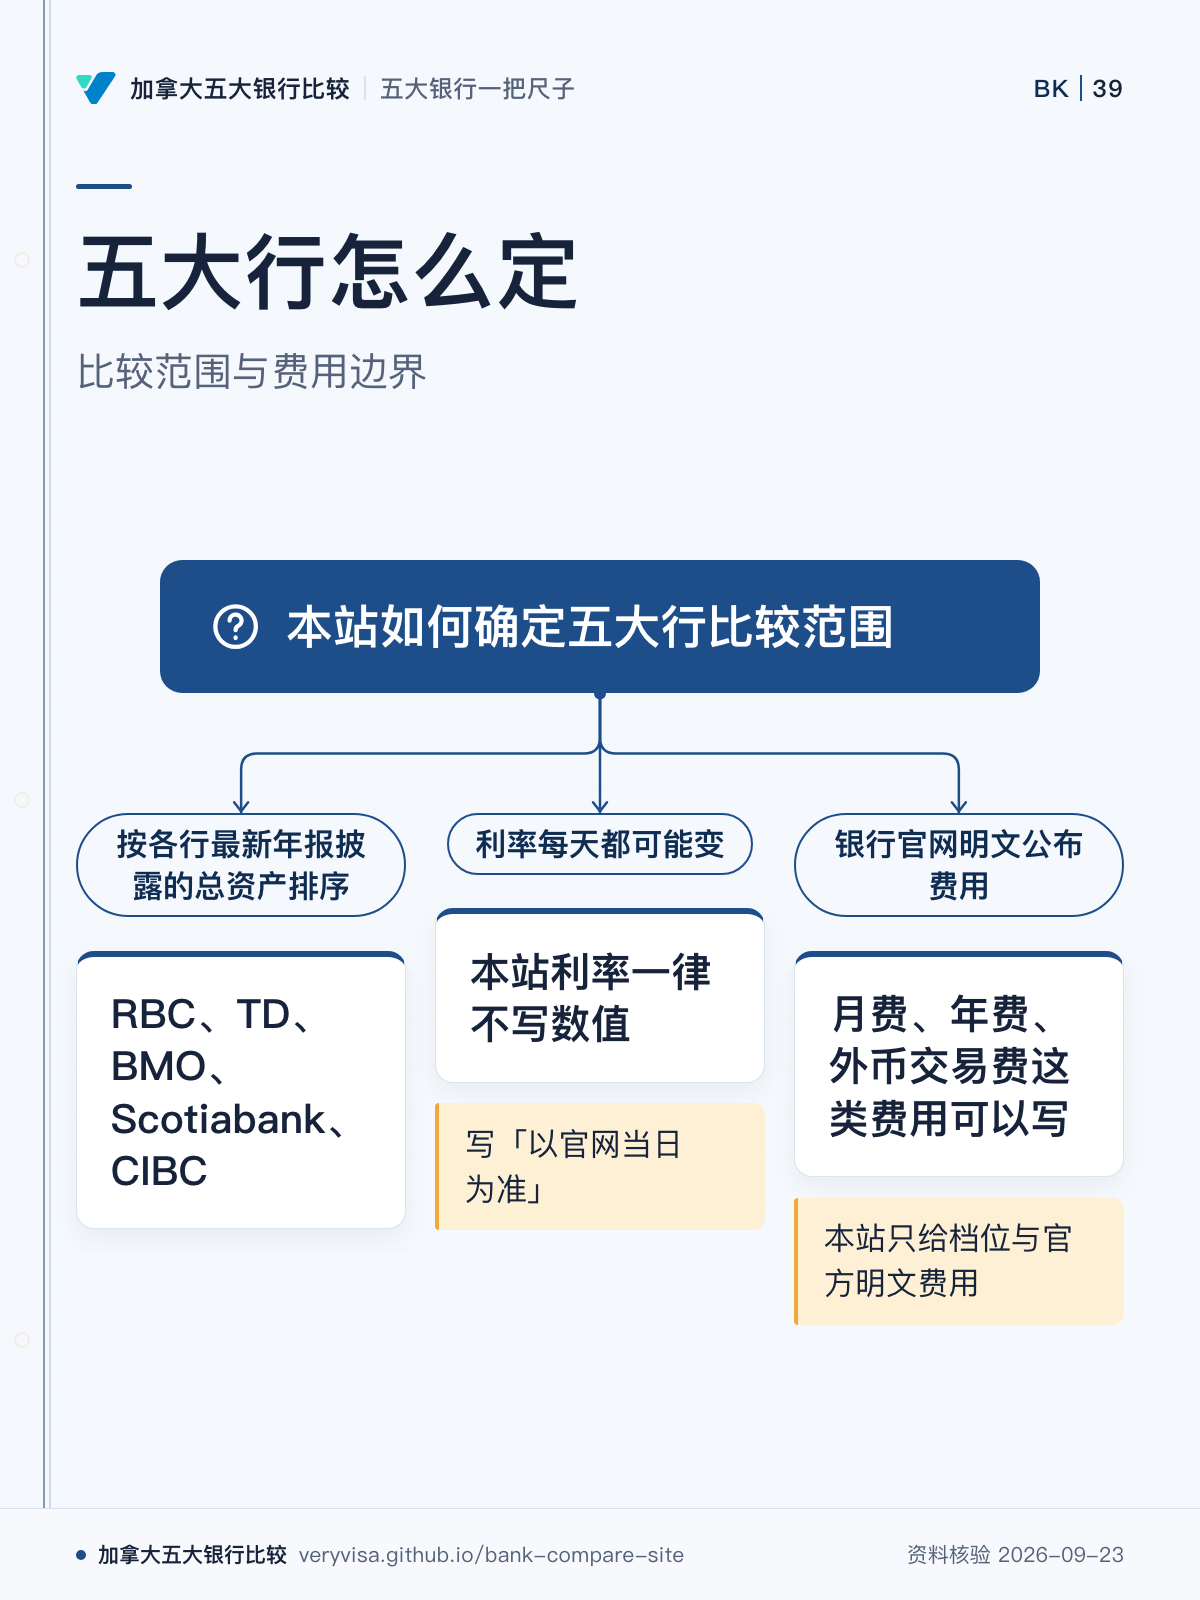 加拿大五大银行比较 五大银行一把尺子
BK 39
五大行怎么定
比较范围与费用边界
本站如何确定五大行比较范围
按各行最新年报披
露的总资产排序
RBC、TD、
BMO、
Scotiabank、
CIBC
利率每天都可能变
本站利率一律
不写数值
写「以官网当日
为准」
银行官网明文公布
费用
月费、年费、
外币交易费这
类费用可以写
本站只给档位与官
方明文费用
加拿大五大银行比较 veryvisa.github.io/bank-compare-site
资料核验 2026-09-23